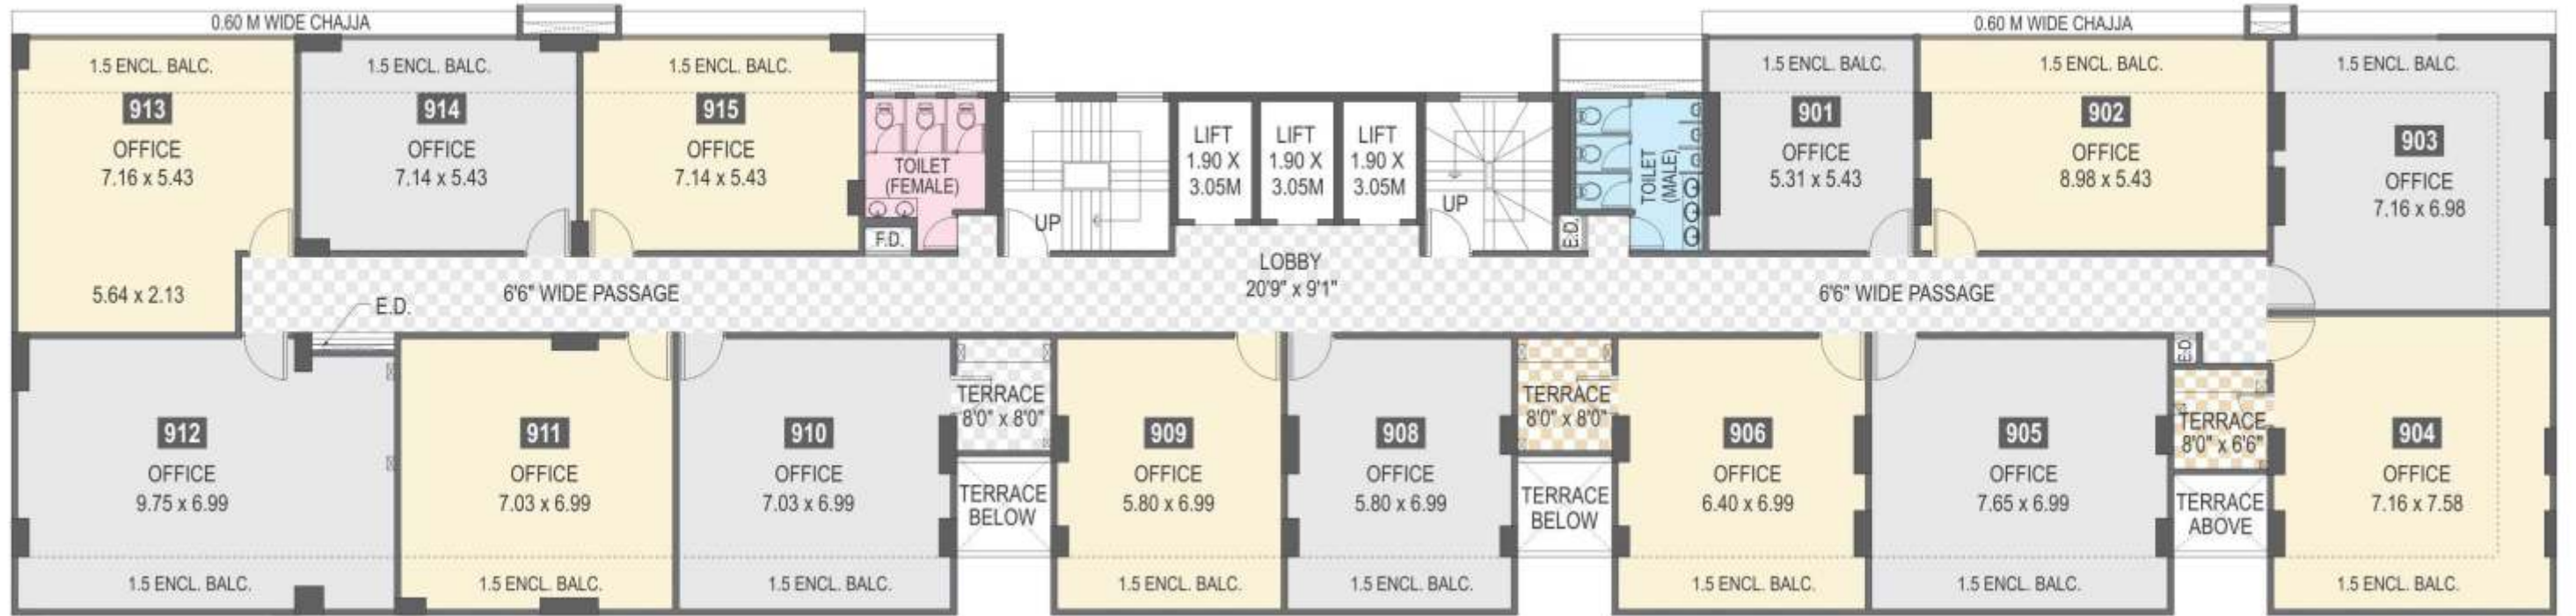 0.60 M WIDE CHAJJA
0.60 M WIDE CHAJJA
1.5 ENCL. BALC.
913
OFFICE
7.16 x 5.43
5.64 x 2.13
1.5 ENCL. BALC.
914
OFFICE
7.14 x 5.43
1.5 ENCL. BALC.
915
OFFICE
7.14 x 5.43
TOILET
(FEMALE)
F.D.
UP
LIFT
1.90 X
3.05M
LIFT
1.90 X
3.05M
LIFT
1.90 X
3.05M
UP
E.D.
TOILET
(MALE)
1.5 ENCL. BALC.
901
OFFICE
5.31 x 5.43
1.5 ENCL. BALC.
902
OFFICE
8.98 x 5.43
1.5 ENCL. BALC.
903
OFFICE
7.16 x 6.98
E.D.
6'6" WIDE PASSAGE
LOBBY
20'9" x 9'1"
6'6" WIDE PASSAGE
912
OFFICE
9.75 x 6.99
1.5 ENCL. BALC.
911
OFFICE
7.03 x 6.99
1.5 ENCL. BALC.
910
OFFICE
7.03 x 6.99
1.5 ENCL. BALC.
TERRACE
8'0" x 8'0"
TERRACE
BELOW
909
OFFICE
5.80 x 6.99
1.5 ENCL. BALC.
908
OFFICE
5.80 x 6.99
1.5 ENCL. BALC.
TERRACE
8'0" x 8'0"
TERRACE
BELOW
906
OFFICE
6.40 x 6.99
1.5 ENCL. BALC.
905
OFFICE
7.65 x 6.99
1.5 ENCL. BALC.
E.D.
TERRACE
8'0" x 6'6"
TERRACE
ABOVE
904
OFFICE
7.16 x 7.58
1.5 ENCL. BALC.